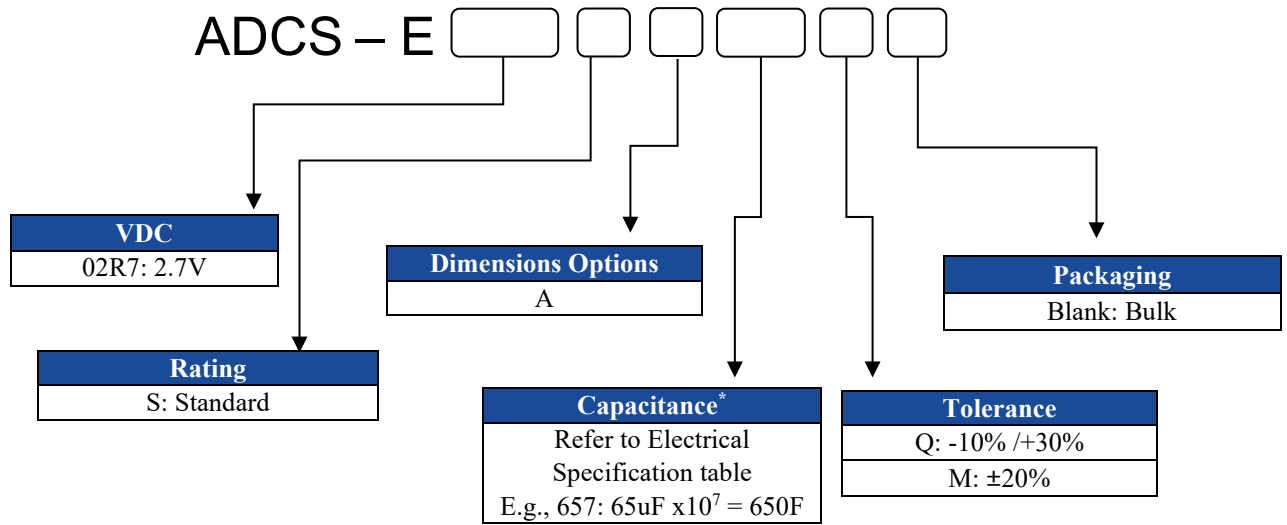 ADCS – E
VDC
02R7: 2.7V
Rating
S: Standard
Dimensions Options
A
Capacitance*
Refer to Electrical
Specification table
E.g., 657: 65uF x10⁷ = 650F
Tolerance
Q: -10% /+30%
M: ±20%
Packaging
Blank: Bulk